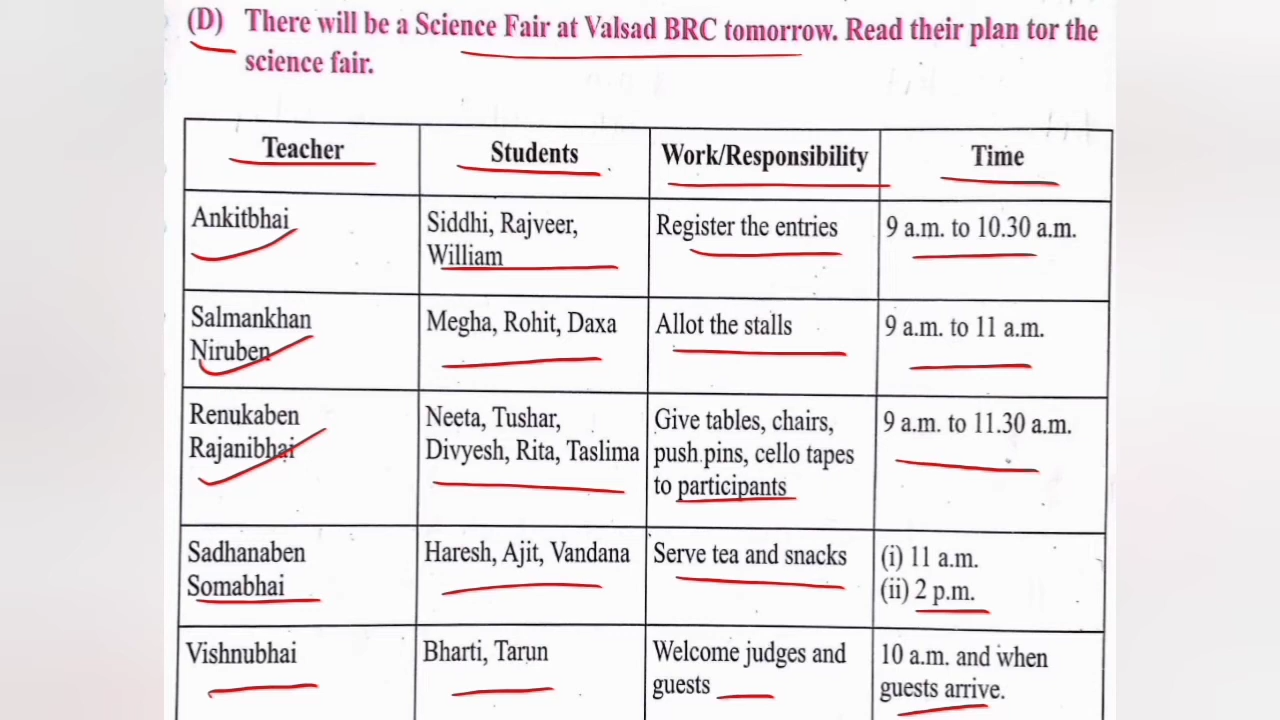 (D) There will be a Science Fair at Valsad BRC tomorrow. Read their plan tor the
science fair.
Teacher Students Work/Responsibility Time
Ankitbhai Siddhi, Rajveer, Register the entries 9 a.m. to 10.30 a.m.
William
Salmankhan Megha, Rohit, Daxa Allot the stalls 9 a.m. to 11 a.m.
Niruben
Renukaben Neeta, Tushar, Give tables, chairs, 9 a.m. to 11.30 a.m.
Rajanibhai Divyesh, Rita, Taslima push pins, cello tapes
to participants
Sadhanaben Haresh, Ajit, Vandana Serve tea and snacks (i) 11 a.m.
Somabhai (ii) 2 p.m.
Vishnubhai Bharti, Tarun Welcome judges and 10 a.m. and when
guests guests arrive.